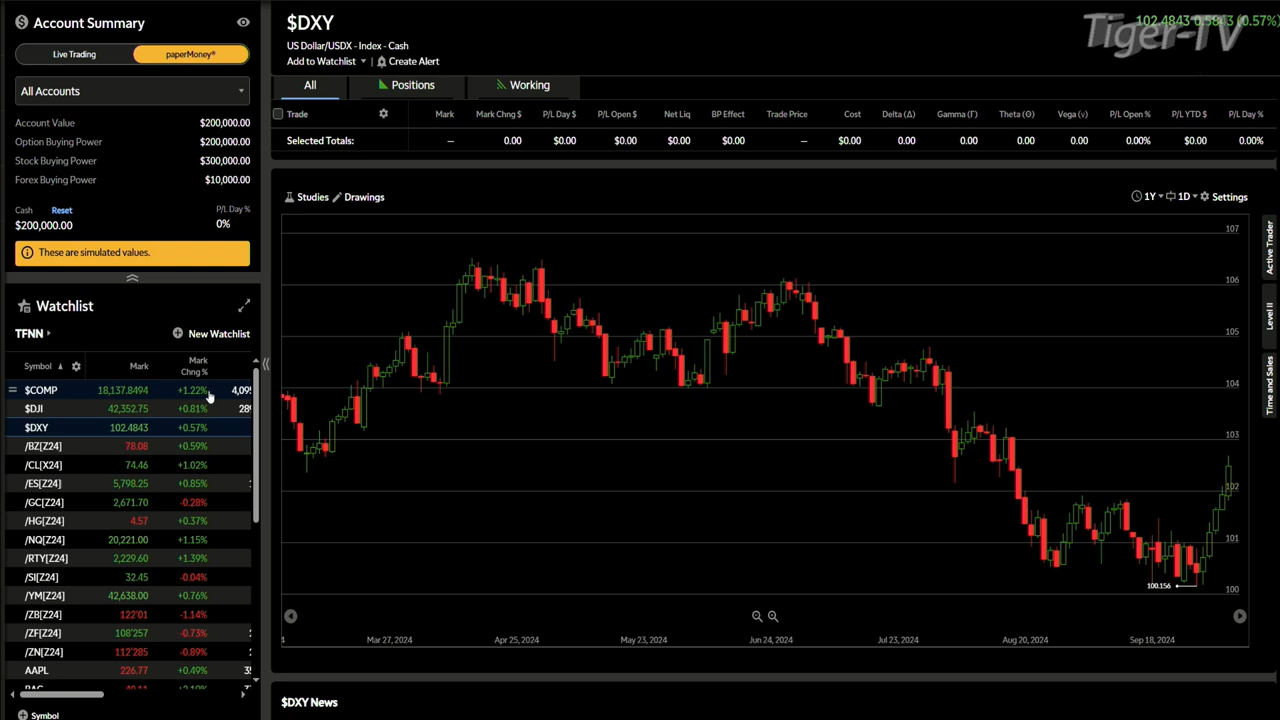 Account Summary
Live Trading
paperMoney®
All Accounts
Account Value $200,000.00
Option Buying Power $200,000.00
Stock Buying Power $300,000.00
Forex Buying Power $10,000.00
Cash Reset P/L Day %
$200,000.00 0%
These are simulated values.
Watchlist
TFNN
New Watchlist
Symbol Mark Mark Chng %
$COMP 18,137.8494 +1.22%
$DJI 42,352.75 +0.81%
$DXY 102.4843 +0.57%
/BZ[Z24] 78.08 +0.59%
/CL[X24] 74.46 +1.02%
/ES[Z24] 5,798.25 +0.85%
/GC[Z24] 2,671.70 -0.28%
/HG[Z24] 4.57 +0.37%
/NQ[Z24] 20,221.00 +1.15%
/RTY[Z24] 2,229.60 +1.39%
/SI[Z24] 32.45 -0.04%
/YM[Z24] 42,638.00 +0.76%
/ZB[Z24] 122'01 -1.14%
/ZF[Z24] 108'257 -0.73%
/ZN[Z24] 112'285 -0.89%
AAPL 226.77 +0.49%
Symbol
$DXY
US Dollar/USDX - Index - Cash
Add to Watchlist | Create Alert
102.4843 0.5843 (0.57%)
Tiger-TV
All Positions Working
Trade Mark Mark Chng $ P/L Day $ P/L Open $ Net Liq BP Effect Trade Price Cost Delta (Δ) Gamma (Γ) Theta (Θ) Vega (ν) P/L Open % P/L YTD $ P/L Day %
Selected Totals: — 0.00 $0.00 $0.00 $0.00 $0.00 — $0.00 0.00 0.00 0.00 0.00 0.00% $0.00 0.00%
Studies Drawings
1Y 1D Settings
107
106
105
104
103
102
101
100
100.156
Mar 27, 2024 Apr 25, 2024 May 23, 2024 Jun 24, 2024 Jul 23, 2024 Aug 20, 2024 Sep 18, 2024
Active Trader
Level II
Time and Sales
$DXY News